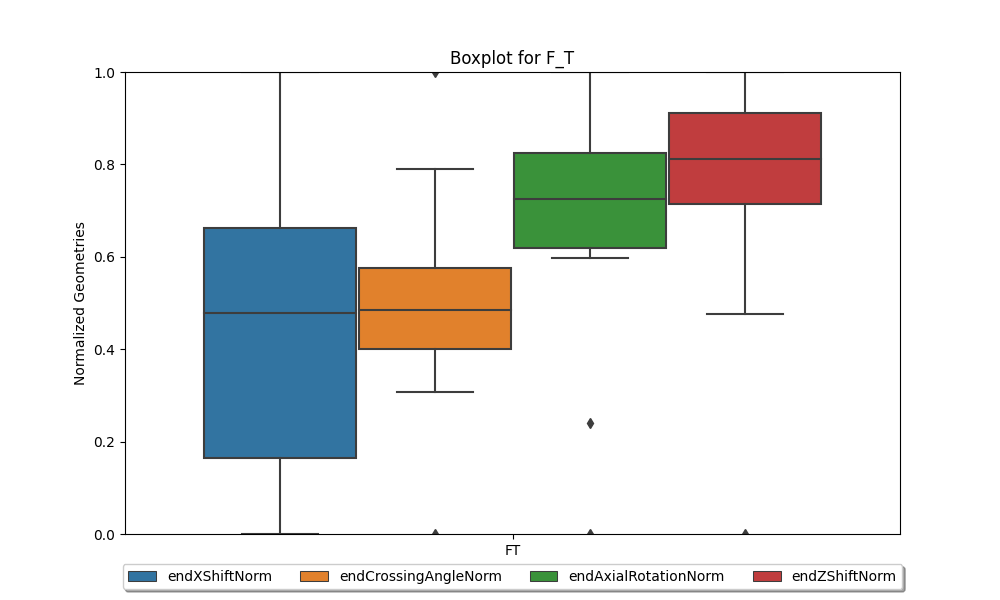 Boxplot for F_T
Normalized Geometries
1.0
0.8
0.6
0.4
0.2
0.0
FT
endXShiftNorm endCrossingAngleNorm endAxialRotationNorm endZShiftNorm